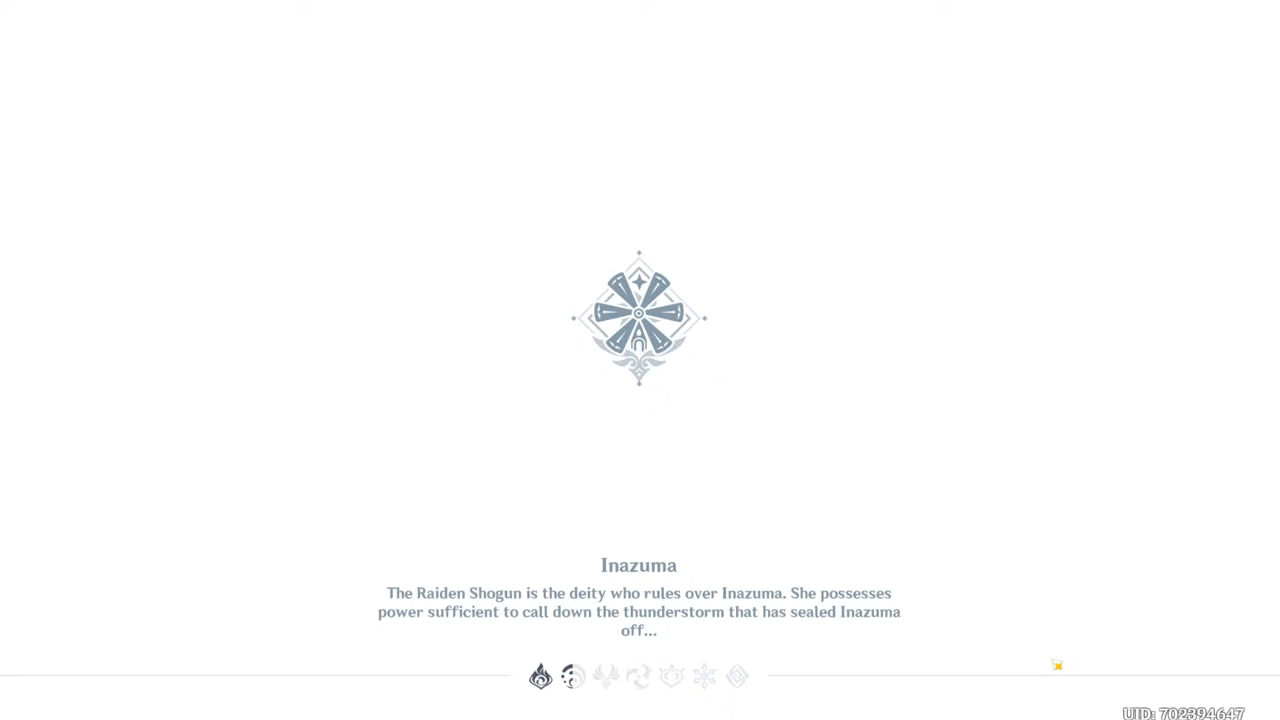 Inazuma
The Raiden Shogun is the deity who rules over Inazuma. She possesses
power sufficient to call down the thunderstorm that has sealed Inazuma
off...
UID: 702394647